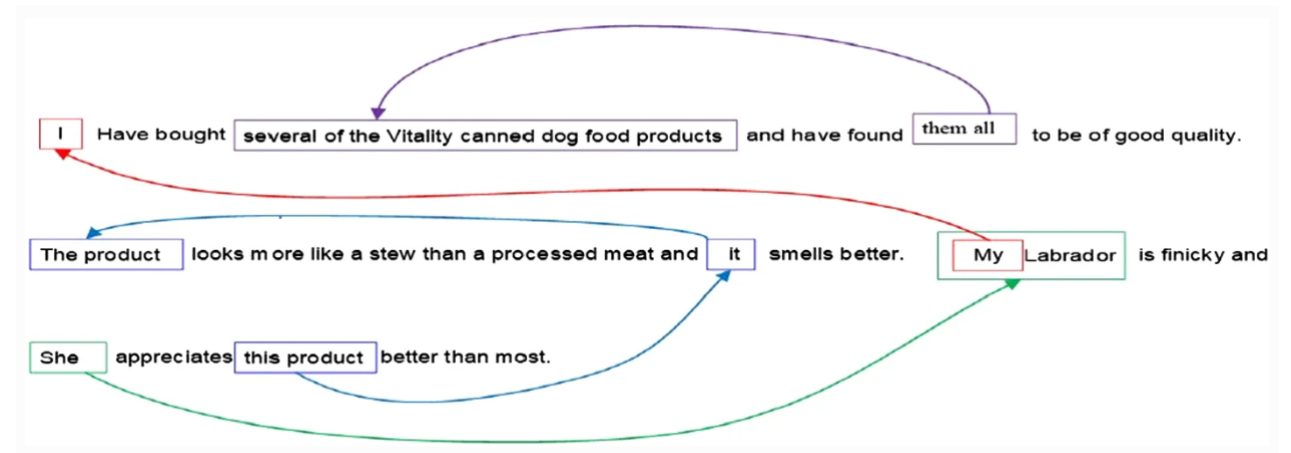 I Have bought several of the Vitality canned dog food products and have found them all to be of good quality.
The product looks more like a stew than a processed meat and it smells better. My Labrador is finicky and
She appreciates this product better than most.